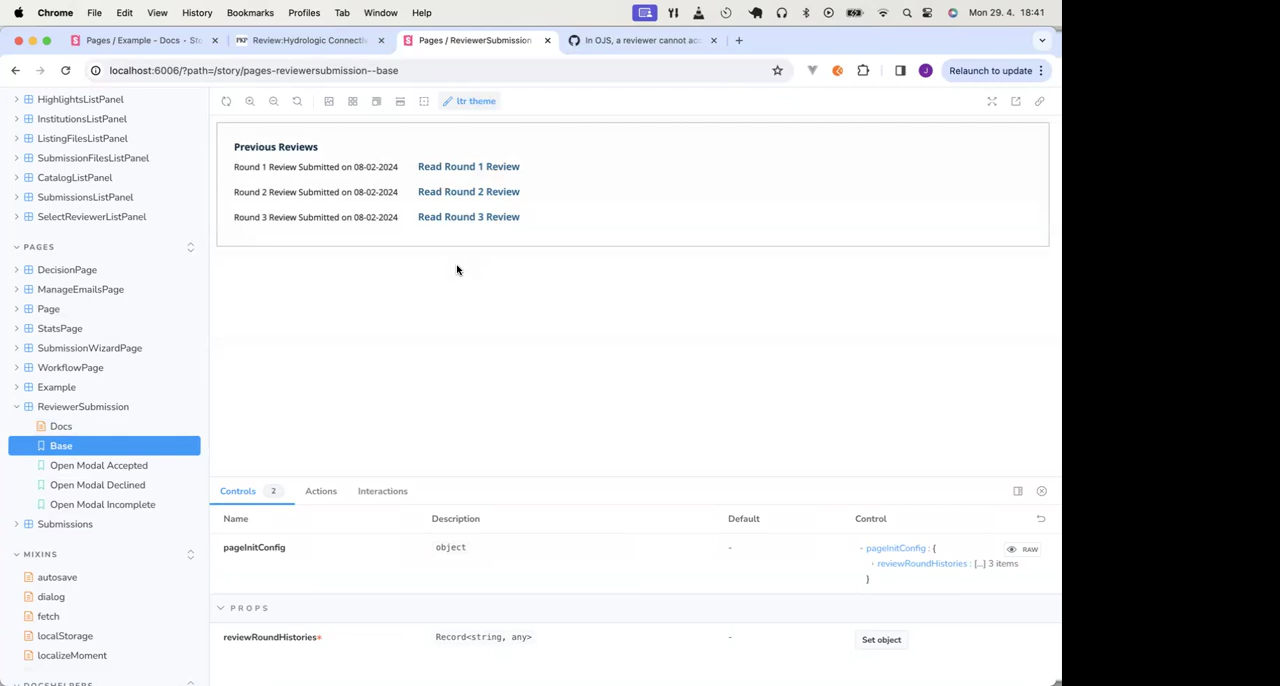 Chrome File Edit View History Bookmarks Profiles Tab Window Help Mon 29. 4. 18:41
Pages / Example - Docs - Sto Review:Hydrologic Connecti Pages / ReviewerSubmission In OJS, a reviewer cannot acc
localhost:6006/?path=/story/pages-reviewersubmission--base J Relaunch to update
ltr theme
HighlightsListPanel
InstitutionsListPanel
ListingFilesListPanel
SubmissionFilesListPanel
CatalogListPanel
SubmissionsListPanel
SelectReviewerListPanel
PAGES
DecisionPage
ManageEmailsPage
Page
StatsPage
SubmissionWizardPage
WorkflowPage
Example
ReviewerSubmission
Docs
Base
Open Modal Accepted
Open Modal Declined
Open Modal Incomplete
Submissions
MIXINS
autosave
dialog
fetch
localStorage
localizeMoment
DOCSHELPERS
Previous Reviews
Round 1 Review Submitted on 08-02-2024 Read Round 1 Review
Round 2 Review Submitted on 08-02-2024 Read Round 2 Review
Round 3 Review Submitted on 08-02-2024 Read Round 3 Review
Controls 2 Actions Interactions
Name Description Default Control
pageInitConfig object - - pageInitConfig : { RAW
reviewRoundHistories : [...] 3 items
}
PROPS
reviewRoundHistories* Record<string, any> - Set object